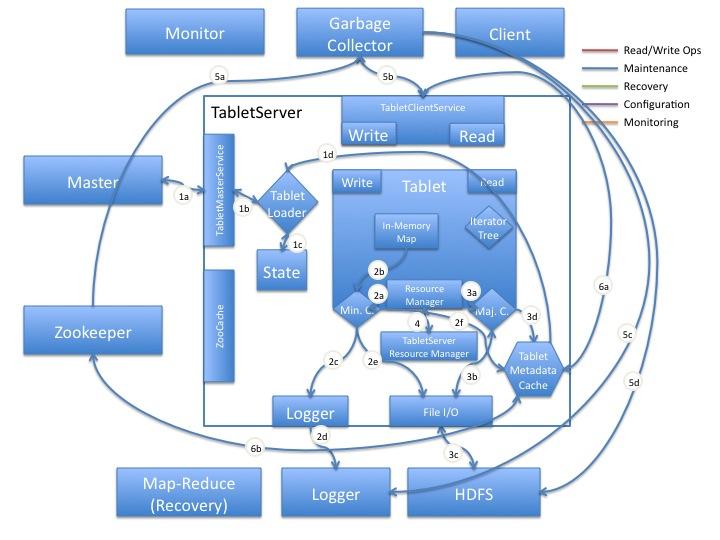 Monitor
Garbage
Collector
Client
Read/Write Ops
Maintenance
Recovery
Configuration
Monitoring
5a
5b
TabletServer
TabletClientService
Write
Read
Master
1a
TabletMasterService
1b
1d
Tablet
Loader
1c
State
Write
Tablet
Read
In-Memory
Map
Iterator
Tree
2b
2a
Resource
Manager
3a
Min. C.
Maj. C.
4
2f
3d
6a
5c
5d
TabletServer
Resource Manager
Tablet
Metadata
Cache
ZooCache
Zookeeper
2c
2e
3b
Logger
File I/O
2d
6b
3c
Map-Reduce
(Recovery)
Logger
HDFS